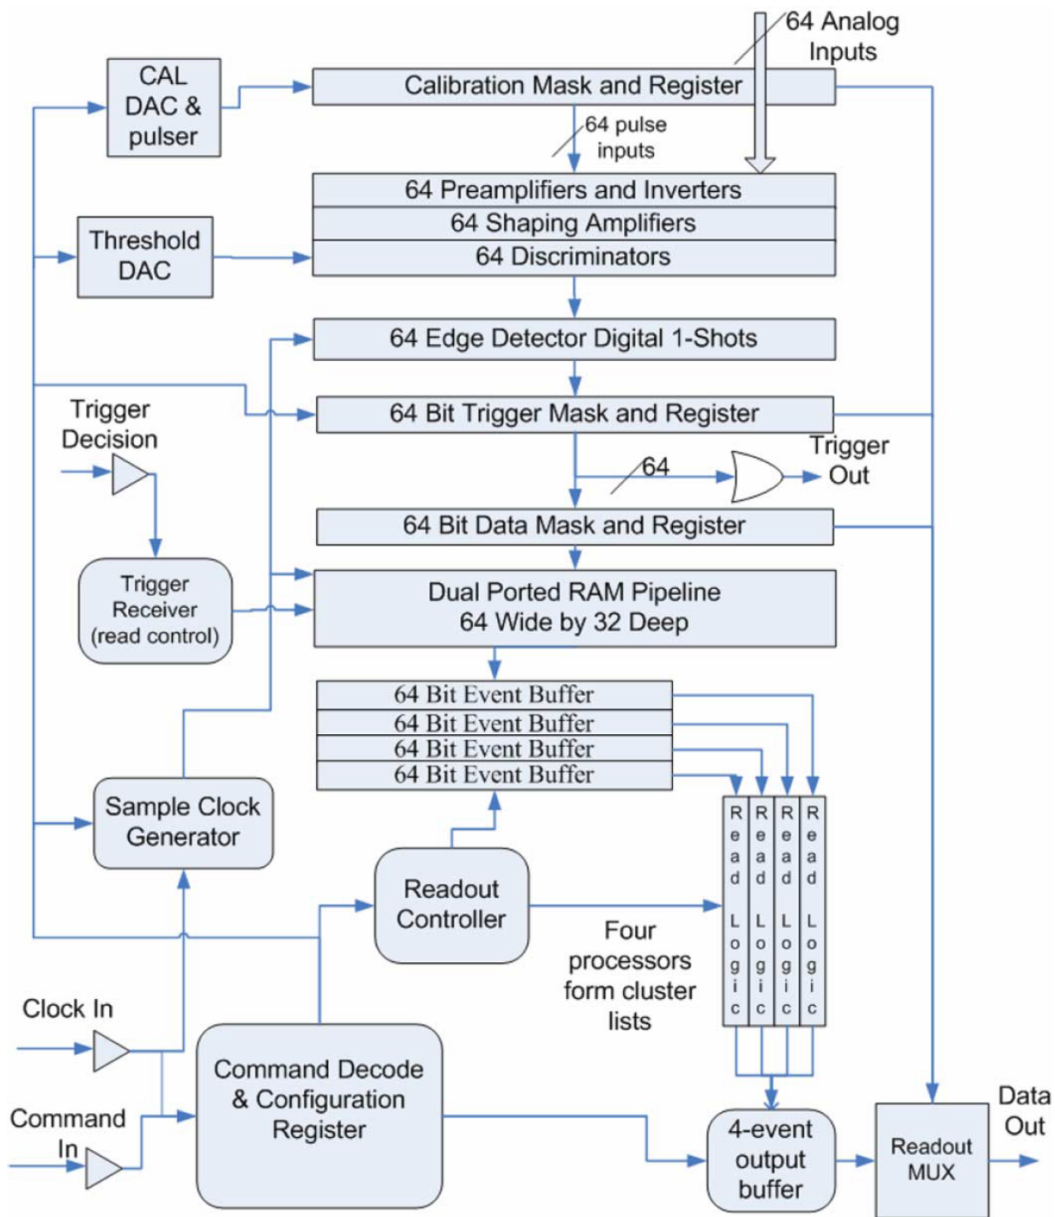 64 Analog
Inputs
CAL
DAC &
pulser
Calibration Mask and Register
64 pulse
inputs
64 Preamplifiers and Inverters
64 Shaping Amplifiers
64 Discriminators
Threshold
DAC
64 Edge Detector Digital 1-Shots
64 Bit Trigger Mask and Register
Trigger
Decision
64
Trigger
Out
64 Bit Data Mask and Register
Trigger
Receiver
(read control)
Dual Ported RAM Pipeline
64 Wide by 32 Deep
64 Bit Event Buffer
64 Bit Event Buffer
64 Bit Event Buffer
64 Bit Event Buffer
Sample Clock
Generator
Read Logic
Read Logic
Read Logic
Read Logic
Readout
Controller
Four
processors
form cluster
lists
Clock In
Command Decode
& Configuration
Register
Command
In
4-event
output
buffer
Readout
MUX
Data
Out